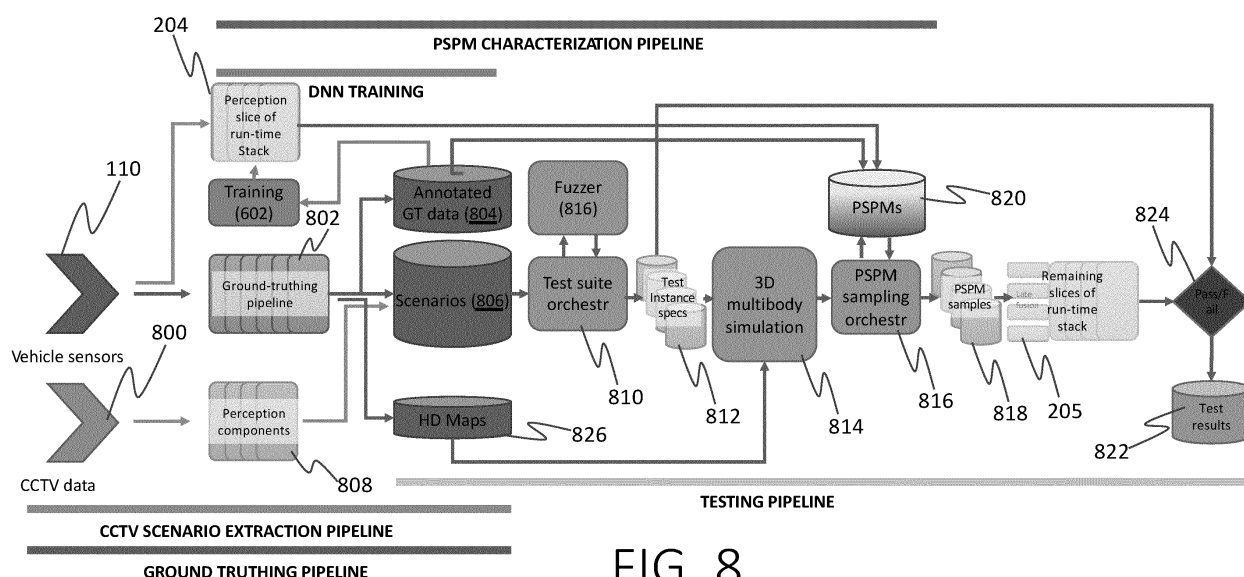 204
PSPM CHARACTERIZATION PIPELINE
DNN TRAINING
Perception
slice of
run-time
Stack
110
Training
(602)
802
Annotated
GT data (804)
Fuzzer
(816)
PSPMs
820
824
Ground-truthing
pipeline
Scenarios (806)
Test suite
orchestr
Test
Instance
specs
3D
multibody
simulation
PSPM
sampling
orchestr
PSPM
samples
Late
fusion
Remaining
slices of
run-time
stack
Pass/F
ail
Vehicle sensors
800
810
812
814
816
818
205
Perception
components
HD Maps
826
Test
results
822
808
CCTV data
TESTING PIPELINE
CCTV SCENARIO EXTRACTION PIPELINE
GROUND TRUTHING PIPELINE
FIG. 8